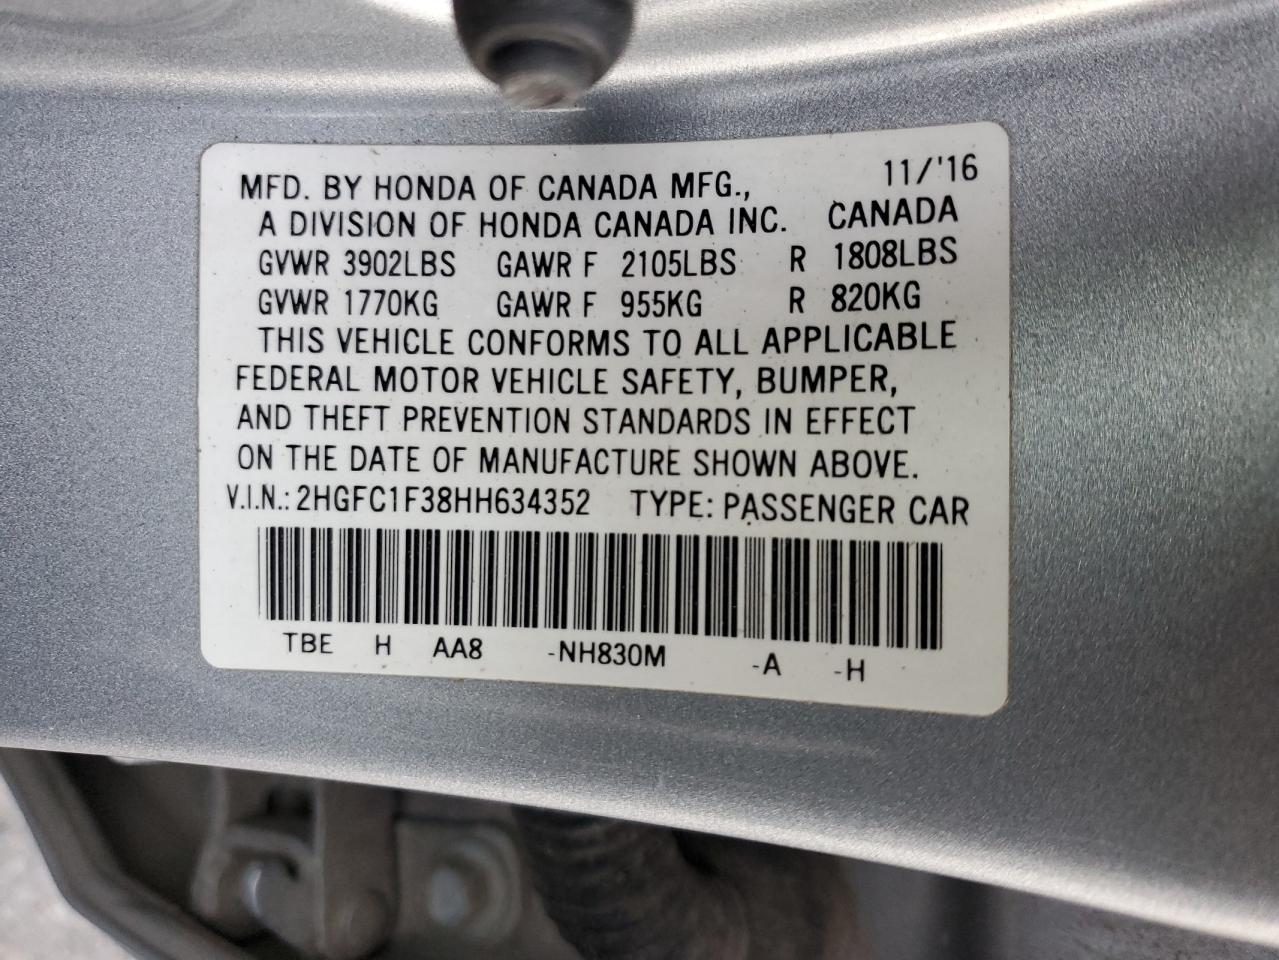 11/'16
MFD. BY HONDA OF CANADA MFG.,
A DIVISION OF HONDA CANADA INC. CANADA
GVWR 3902LBS GAWR F 2105LBS R 1808LBS
GVWR 1770KG GAWR F 955KG R 820KG
THIS VEHICLE CONFORMS TO ALL APPLICABLE
FEDERAL MOTOR VEHICLE SAFETY, BUMPER,
AND THEFT PREVENTION STANDARDS IN EFFECT
ON THE DATE OF MANUFACTURE SHOWN ABOVE.
V.I.N.: 2HGFC1F38HH634352 TYPE: PASSENGER CAR
TBE H AA8 -NH830M -A -H